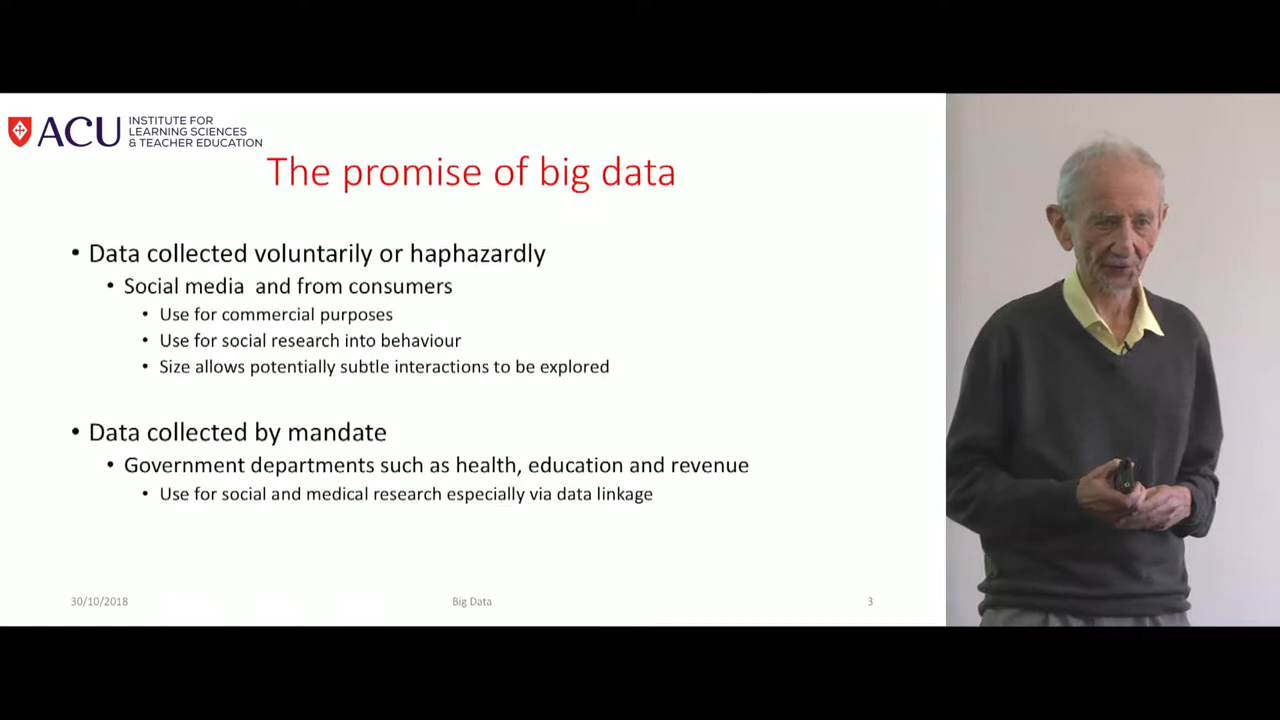 ACU
INSTITUTE FOR
LEARNING SCIENCES
& TEACHER EDUCATION
The promise of big data
• Data collected voluntarily or haphazardly
• Social media and from consumers
• Use for commercial purposes
• Use for social research into behaviour
• Size allows potentially subtle interactions to be explored
• Data collected by mandate
• Government departments such as health, education and revenue
• Use for social and medical research especially via data linkage
30/10/2018
Big Data
3